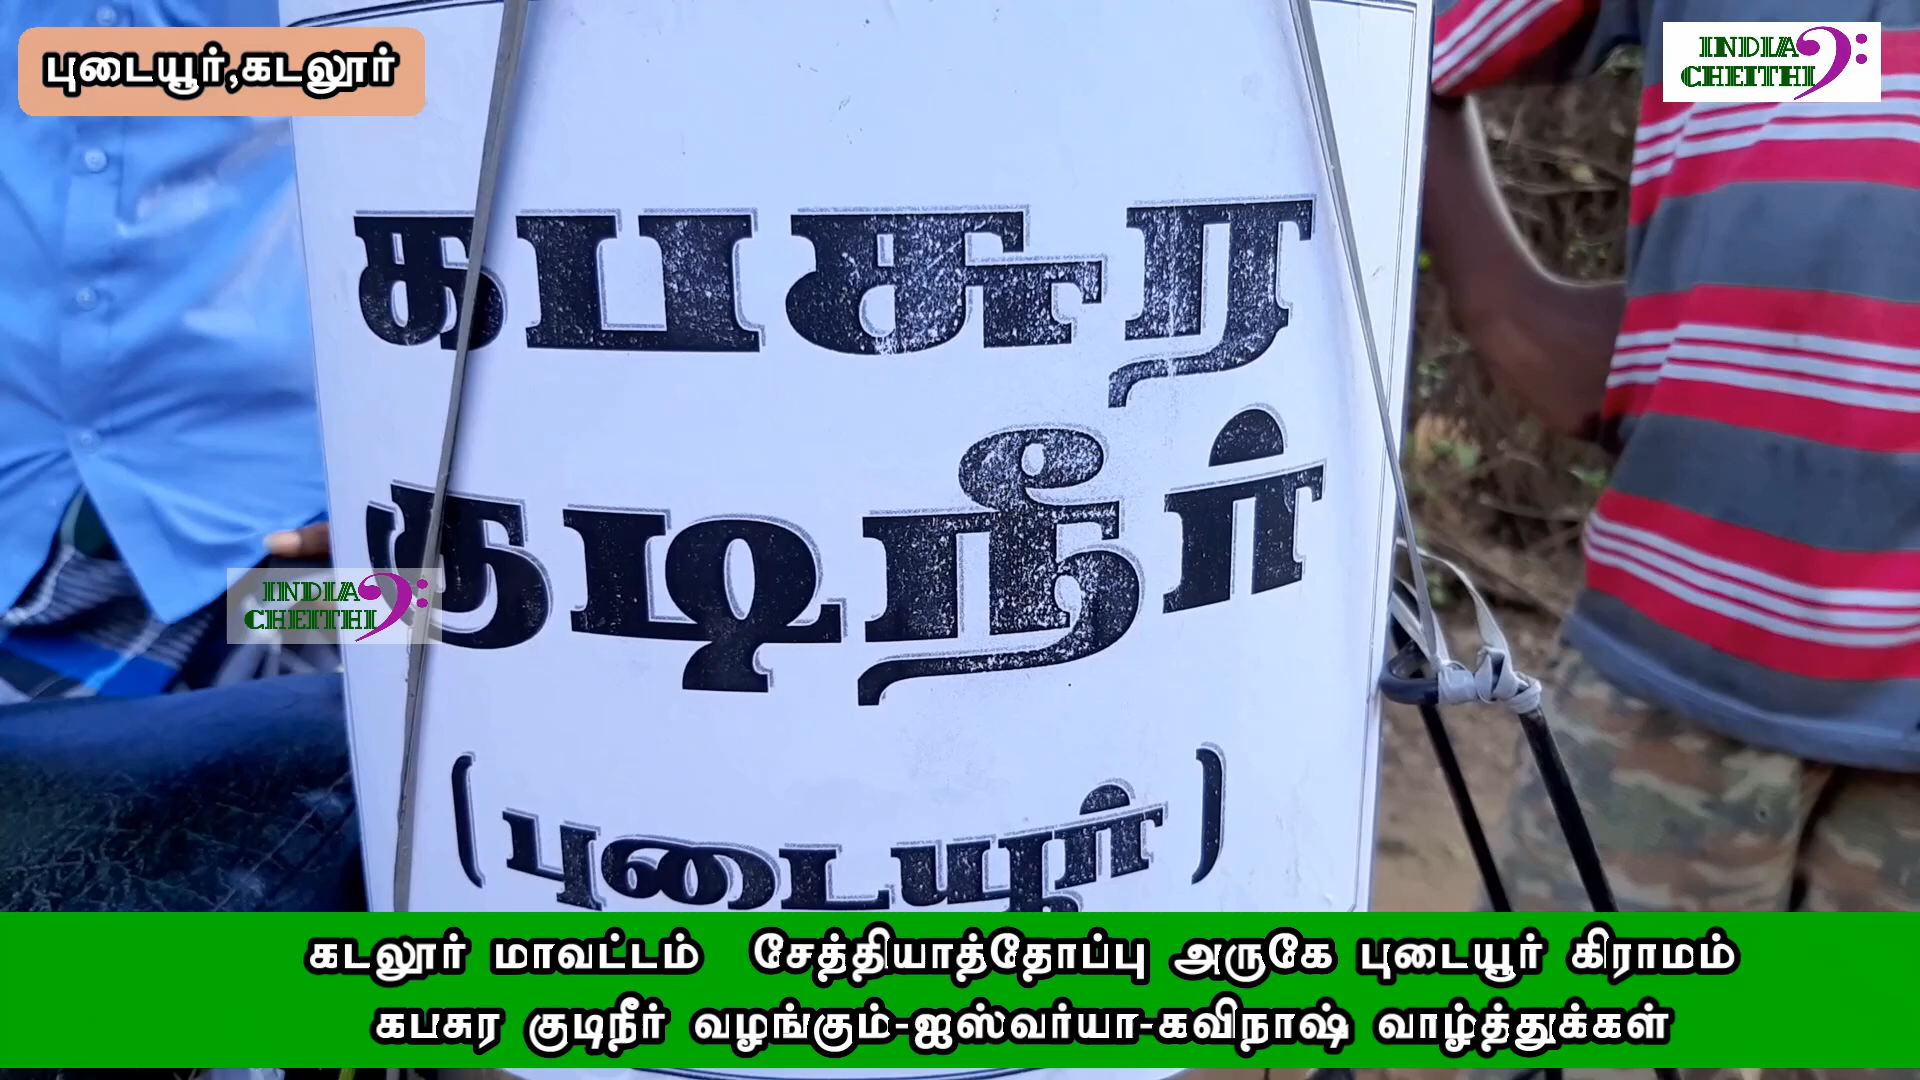 புடையூர்,கடலூர்
INDIA
CHEITHI
கபசுர
குடிநீர்
INDIA
CHEITHI
(புடையூர்)
கடலூர் மாவட்டம் சேத்தியாத்தோப்பு அருகே புடையூர் கிராமம்
கபசுர குடிநீர் வழங்கும்-ஐஸ்வர்யா-கவிநாஷ் வாழ்த்துக்கள்